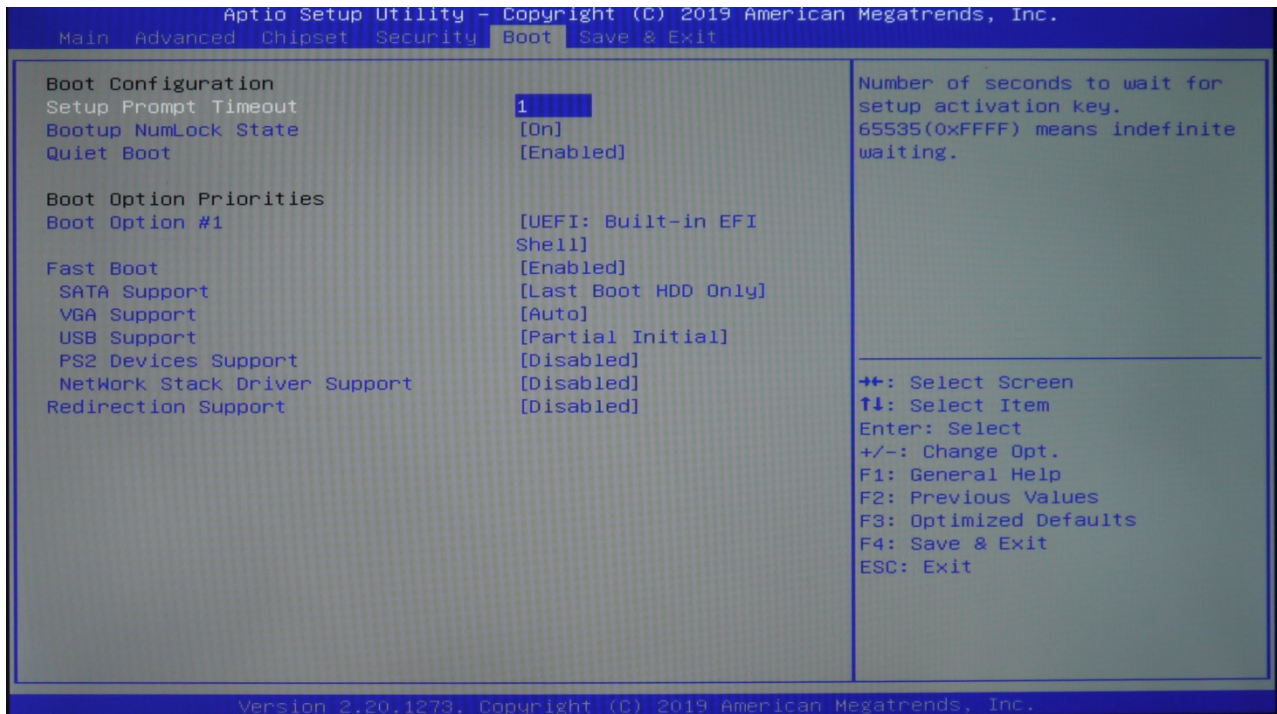 Aptio Setup Utility – Copyright (C) 2019 American Megatrends, Inc.
Main Advanced Chipset Security Boot Save & Exit
Boot Configuration
Setup Prompt Timeout 1
Bootup NumLock State [On]
Quiet Boot [Enabled]
Boot Option Priorities
Boot Option #1 [UEFI: Built-in EFI
Shell]
Fast Boot [Enabled]
SATA Support [Last Boot HDD Only]
VGA Support [Auto]
USB Support [Partial Initial]
PS2 Devices Support [Disabled]
NetWork Stack Driver Support [Disabled]
Redirection Support [Disabled]
Number of seconds to wait for
setup activation key.
65535(0xFFFF) means indefinite
waiting.
→←: Select Screen
↑↓: Select Item
Enter: Select
+/-: Change Opt.
F1: General Help
F2: Previous Values
F3: Optimized Defaults
F4: Save & Exit
ESC: Exit
Version 2.20.1273. Copyright (C) 2019 American Megatrends, Inc.